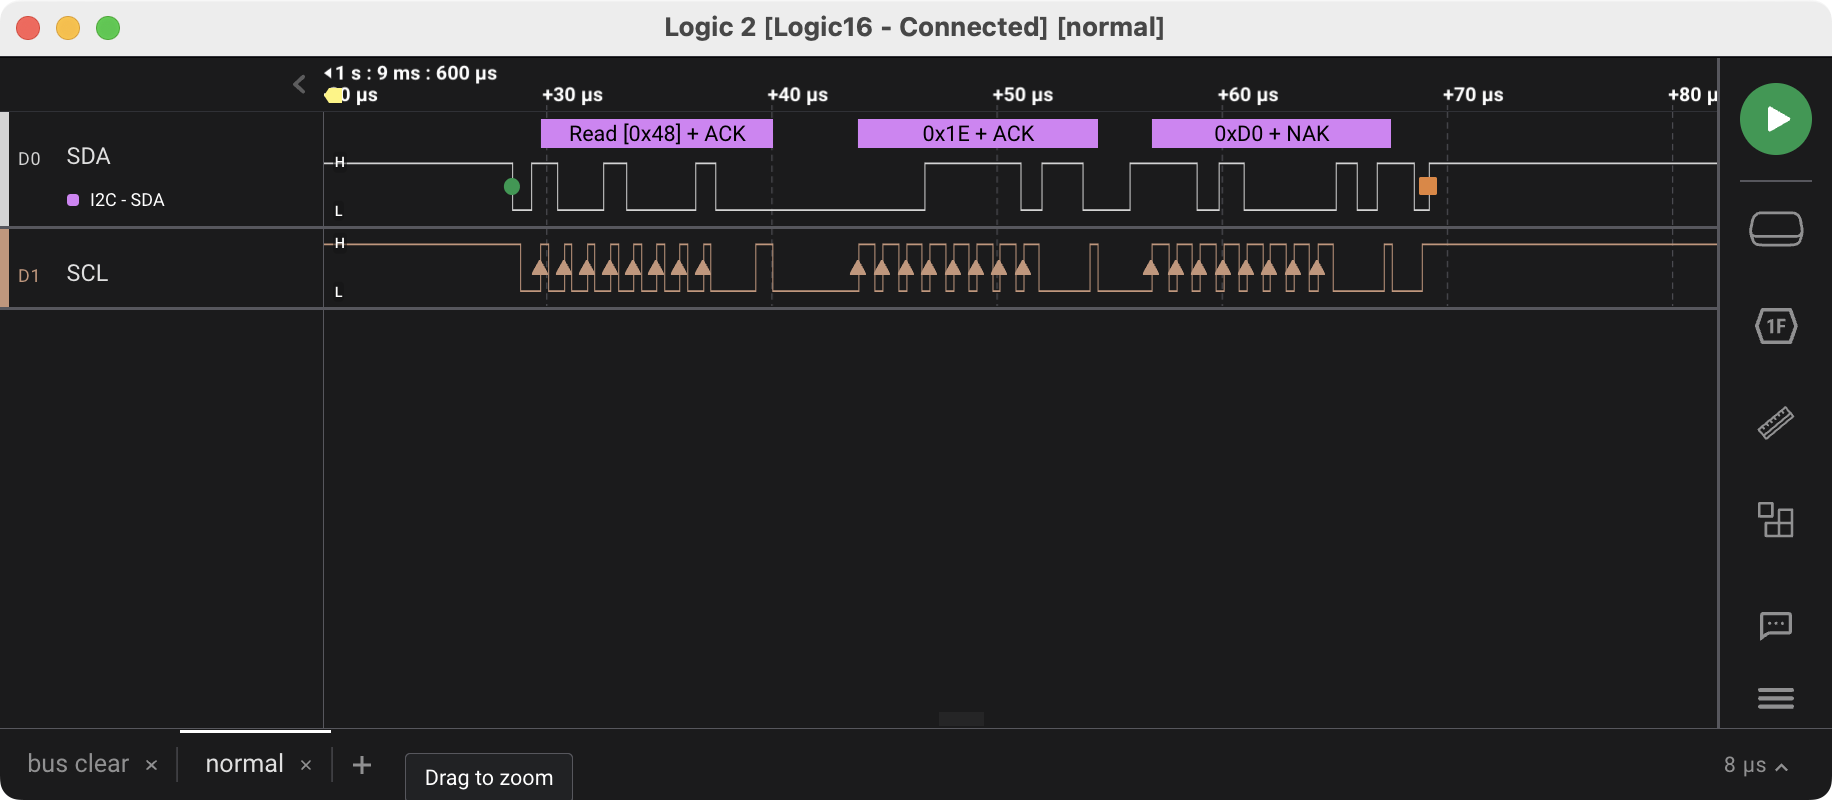 Logic 2 [Logic16 - Connected] [normal]
1 s : 9 ms : 600 µs
0 µs +30 µs +40 µs +50 µs +60 µs +70 µs +80 µ
Read [0x48] + ACK 0x1E + ACK 0xD0 + NAK
D0 SDA H
I2C - SDA L
H
D1 SCL
L
1F
bus clear × normal × + Drag to zoom 8 µs